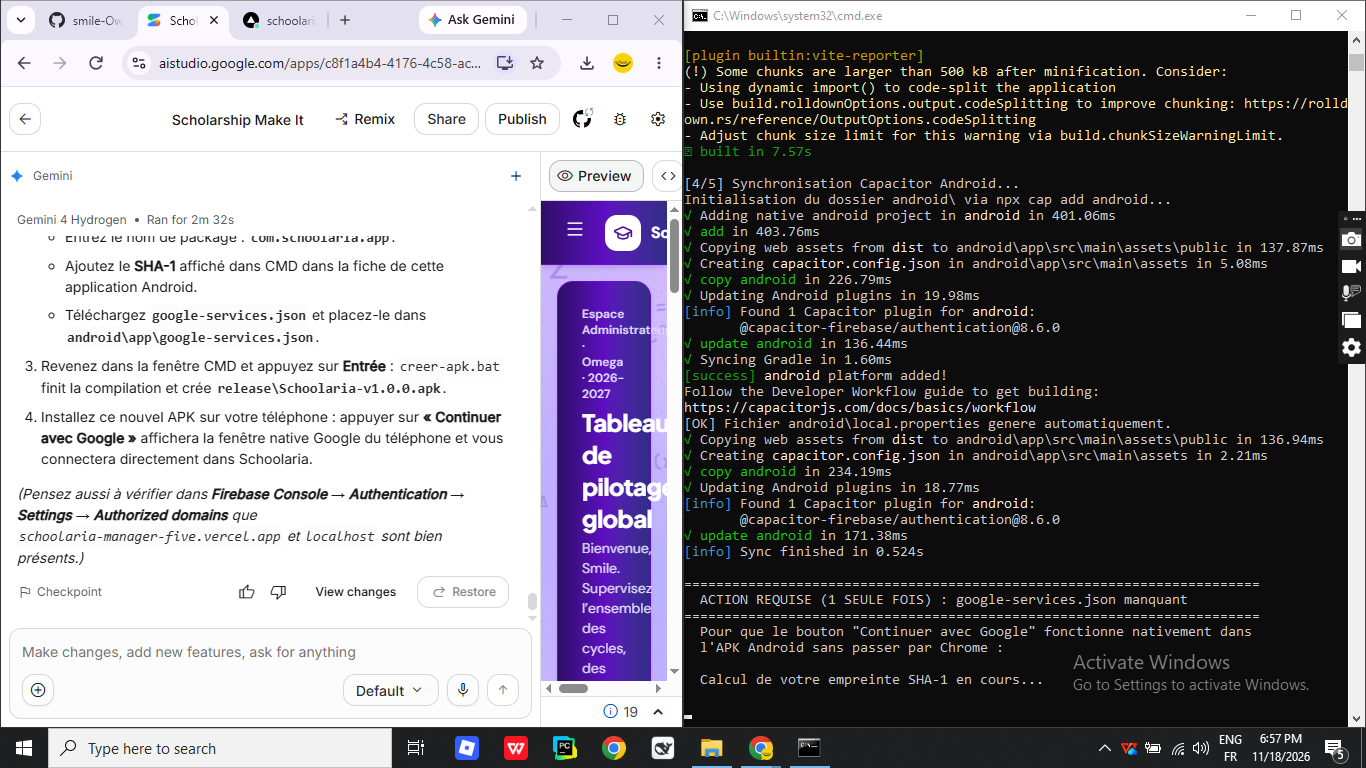 smile-Ow
Scho
schoolari
Ask Gemini
aistudio.google.com/apps/c8f1a4b4-4176-4c58-ac...
Scholarship Make It
Remix
Share
Publish
Gemini
Preview
Gemini 4 Hydrogen • Ran for 2m 32s
Entrez le nom de package : com.schoolaria.app.
Ajoutez le SHA-1 affiché dans CMD dans la fiche de cette
application Android.
Téléchargez google-services.json et placez-le dans
android\app\google-services.json.
3. Revenez dans la fenêtre CMD et appuyez sur Entrée : creer-apk.bat
finit la compilation et crée release\Schoolaria-v1.0.0.apk.
4. Installez ce nouvel APK sur votre téléphone : appuyer sur « Continuer
avec Google » affichera la fenêtre native Google du téléphone et vous
connectera directement dans Schoolaria.
(Pensez aussi à vérifier dans Firebase Console → Authentication →
Settings → Authorized domains que
schoolaria-manager-five.vercel.app et localhost sont bien
présents.)
Checkpoint
View changes
Restore
Make changes, add new features, ask for anything
Default
Sc
Espace
Administrateu
·
Omega
· 2026–
2027
Tableau
de
pilotage
global
Bienvenue,
Smile.
Supervisez
l’ensemble
des
cycles,
des
19
C:\Windows\system32\cmd.exe
[plugin builtin:vite-reporter]
(!) Some chunks are larger than 500 kB after minification. Consider:
- Using dynamic import() to code-split the application
- Use build.rolldownOptions.output.codeSplitting to improve chunking: https://rolld
own.rs/reference/OutputOptions.codeSplitting
- Adjust chunk size limit for this warning via build.chunkSizeWarningLimit.
built in 7.57s
[4/5] Synchronisation Capacitor Android...
Initialisation du dossier android\ via npx cap add android...
√ Adding native android project in android in 401.06ms
√ add in 403.76ms
√ Copying web assets from dist to android\app\src\main\assets\public in 137.87ms
√ Creating capacitor.config.json in android\app\src\main\assets in 5.08ms
√ copy android in 226.79ms
√ Updating Android plugins in 19.98ms
[info] Found 1 Capacitor plugin for android:
@capacitor-firebase/authentication@8.6.0
√ update android in 136.44ms
√ Syncing Gradle in 1.60ms
[success] android platform added!
Follow the Developer Workflow guide to get building:
https://capacitorjs.com/docs/basics/workflow
[OK] Fichier android\local.properties genere automatiquement.
√ Copying web assets from dist to android\app\src\main\assets\public in 136.94ms
√ Creating capacitor.config.json in android\app\src\main\assets in 2.21ms
√ copy android in 234.19ms
√ Updating Android plugins in 18.77ms
[info] Found 1 Capacitor plugin for android:
@capacitor-firebase/authentication@8.6.0
√ update android in 171.38ms
[info] Sync finished in 0.524s
========================================================================
ACTION REQUISE (1 SEULE FOIS) : google-services.json manquant
========================================================================
Pour que le bouton "Continuer avec Google" fonctionne nativement dans
l'APK Android sans passer par Chrome :
Calcul de votre empreinte SHA-1 en cours...
Activate Windows
Go to Settings to activate Windows.
Type here to search
ENG
FR
6:57 PM
11/18/2026
5